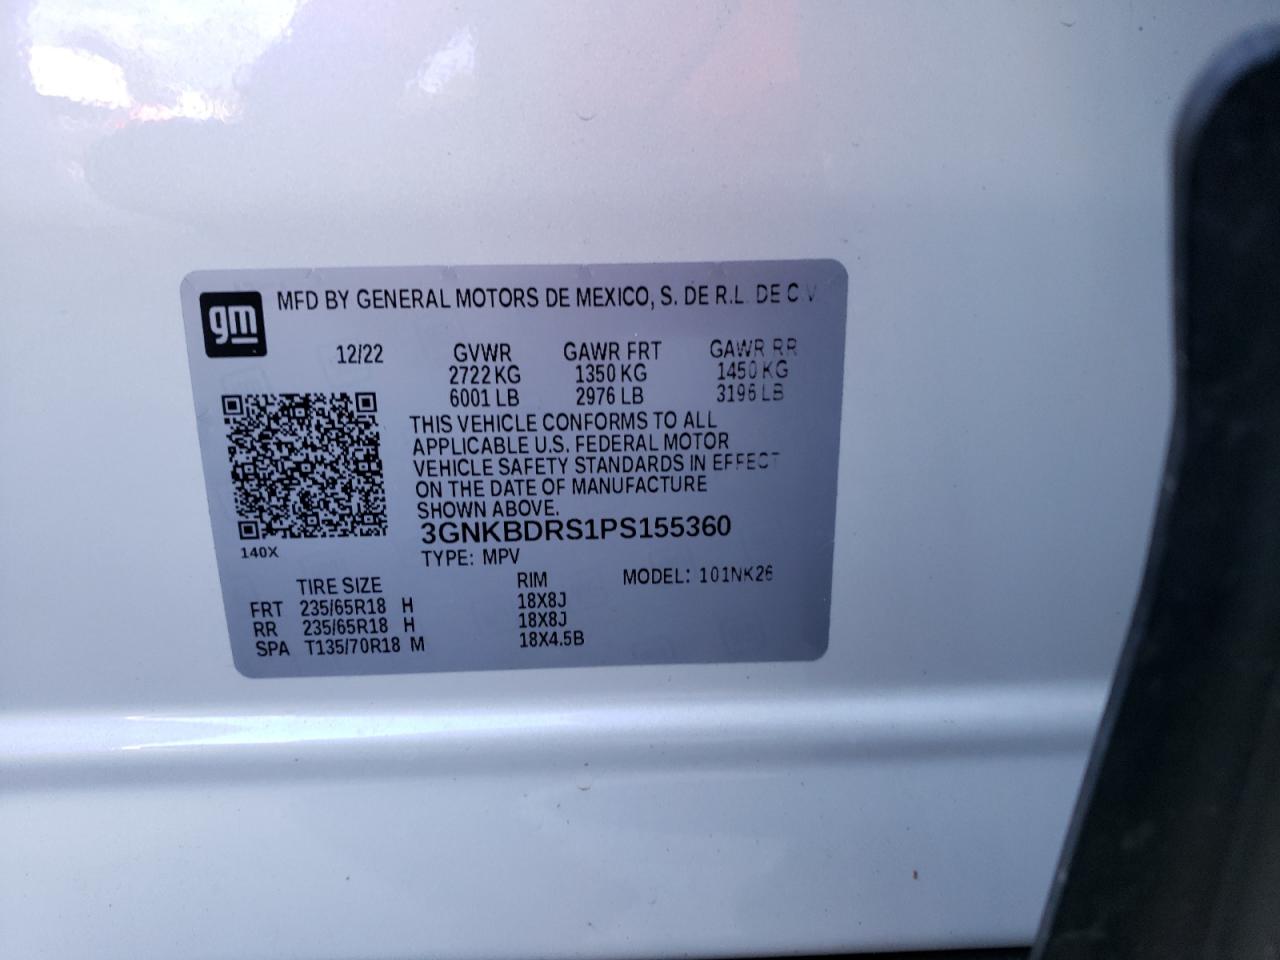 gm
MFD BY GENERAL MOTORS DE MEXICO, S. DE R.L. DE C V
12/22 GVWR GAWR FRT GAWR RR
2722 KG 1350 KG 1450 KG
6001 LB 2976 LB 3196 LB
THIS VEHICLE CONFORMS TO ALL
APPLICABLE U.S. FEDERAL MOTOR
VEHICLE SAFETY STANDARDS IN EFFECT
ON THE DATE OF MANUFACTURE
SHOWN ABOVE.
3GNKBDRS1PS155360
140X
TYPE: MPV
TIRE SIZE RIM MODEL: 101NK26
FRT 235/65R18 H 18X8J
RR 235/65R18 H 18X8J
SPA T135/70R18 M 18X4.5B